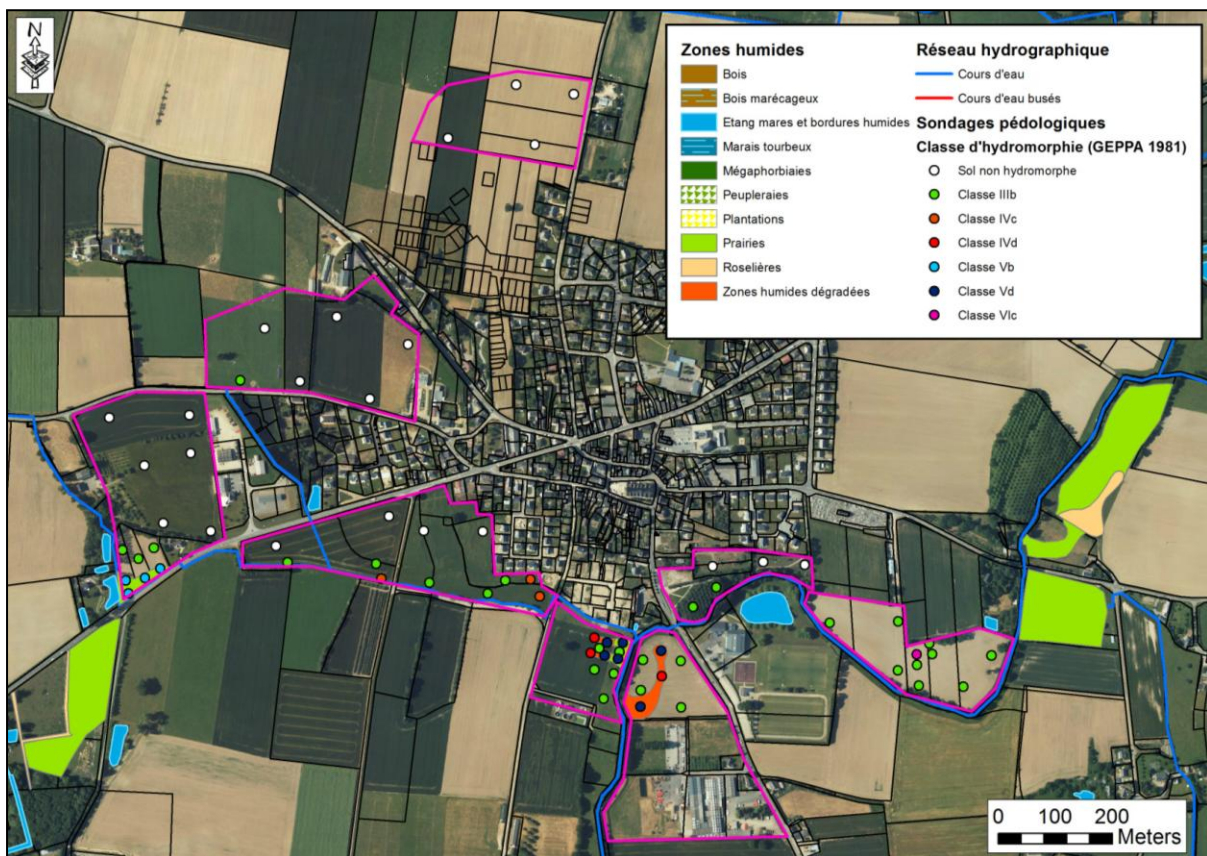 N
Zones humides
Bois
Bois marécageux
Etang mares et bordures humides
Marais tourbeux
Mégaphorbiaies
Peupleraies
Plantations
Prairies
Roselières
Zones humides dégradées
Réseau hydrographique
Cours d'eau
Cours d'eau busés
Sondages pédologiques
Classe d'hydromorphie (GEPPA 1981)
Sol non hydromorphe
Classe IIIb
Classe IVc
Classe IVd
Classe Vb
Classe Vd
Classe VIc
0 100 200
Meters